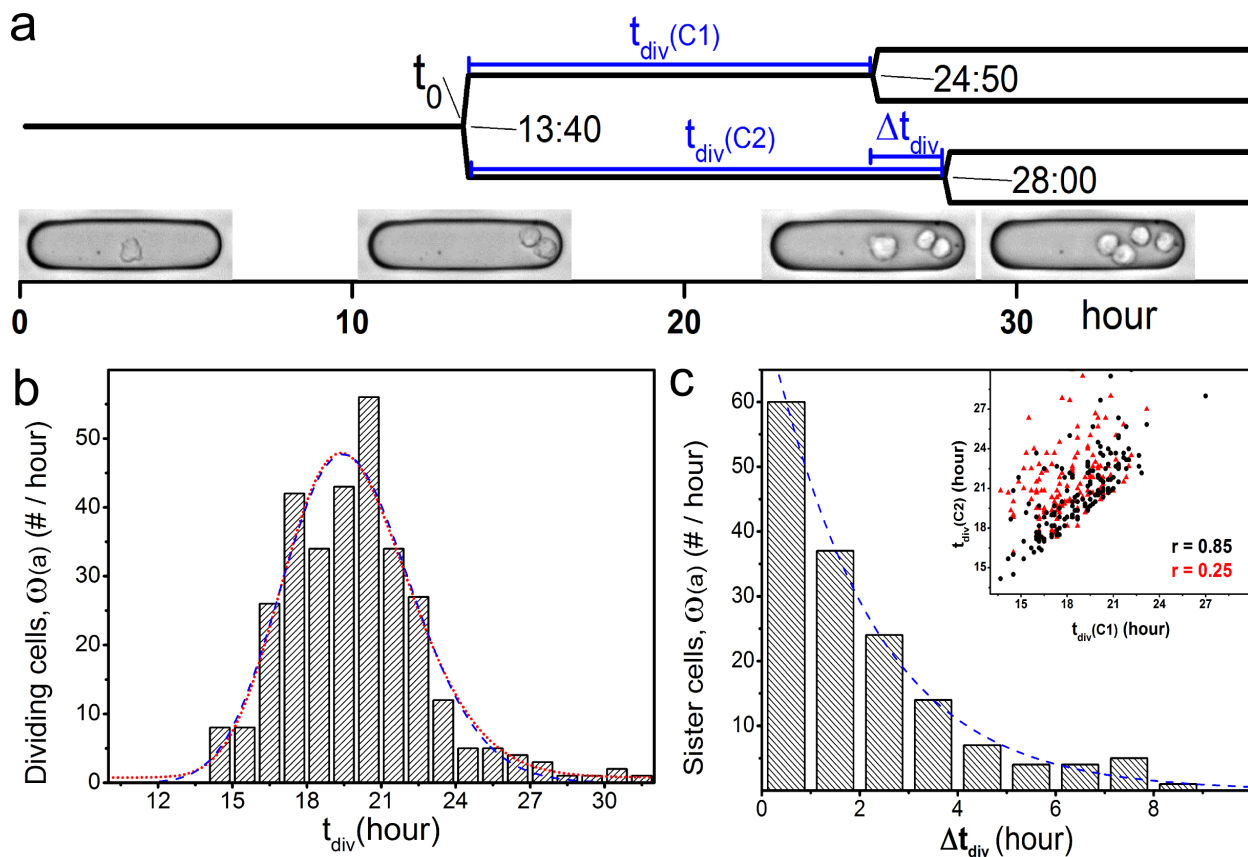 a
t_div(C1)
t_0
24:50
13:40
t_div(C2)
Δt_div
28:00
0
10
20
30
hour
b
Dividing cells, ω(a) (# / hour)
50
40
30
20
10
0
12
15
18
21
24
27
30
t_div(hour)
c
Sister cells, ω(a) (# / hour)
60
50
40
30
20
10
0
2
4
6
8
Δt_div (hour)
t_div(C2) (hour)
27
24
21
18
15
r = 0.85
r = 0.25
15
18
21
24
27
t_div(C1) (hour)